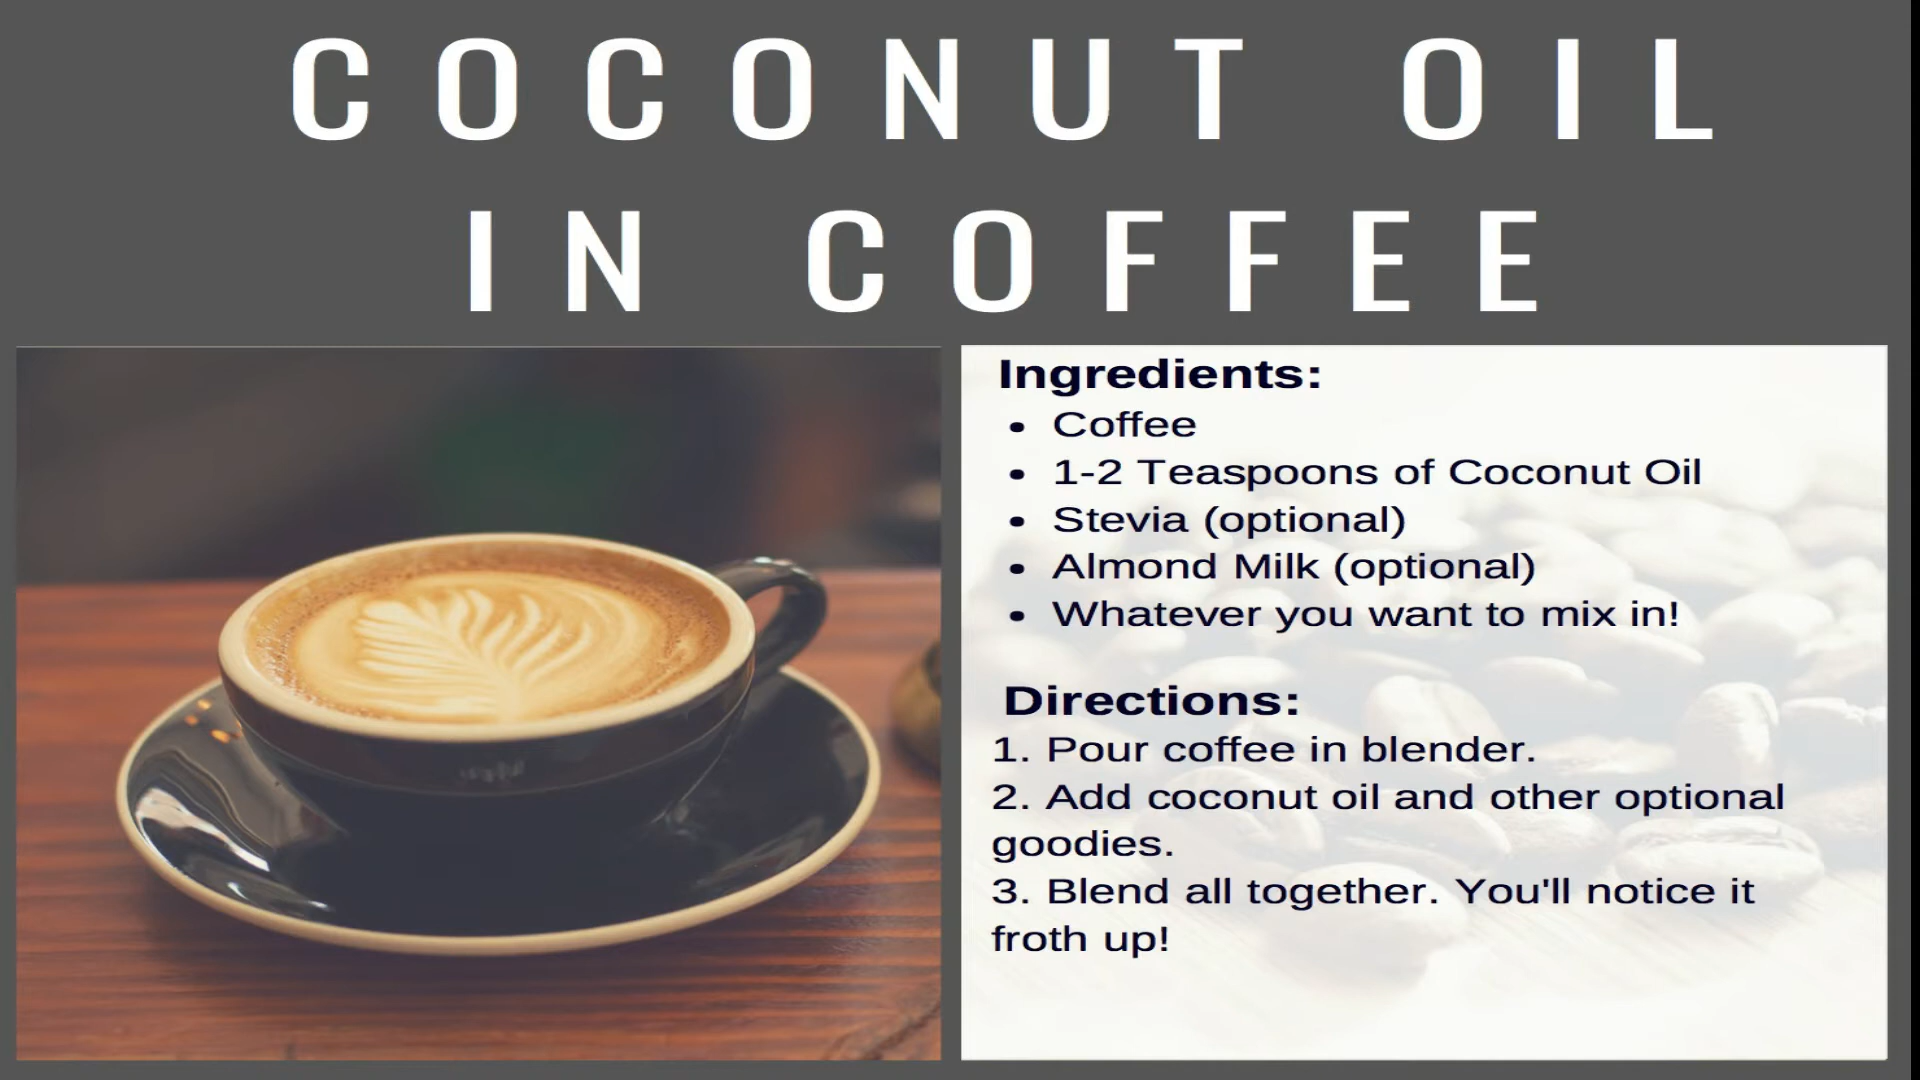 COCONUT OIL
IN COFFEE
Ingredients:
• Coffee
• 1-2 Teaspoons of Coconut Oil
• Stevia (optional)
• Almond Milk (optional)
• Whatever you want to mix in!
Directions:
1. Pour coffee in blender.
2. Add coconut oil and other optional
goodies.
3. Blend all together. You'll notice it
froth up!